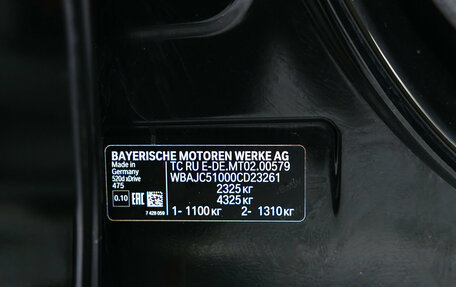 BAYERISCHE MOTOREN WERKE AG
Made in Germany TC RU E-DE.MT02.00579
520d xDrive WBAJC51000CD23261
475 2325 кг
0.10 EAC 4325 кг
7 428 059 1- 1100 кг 2- 1310 кг